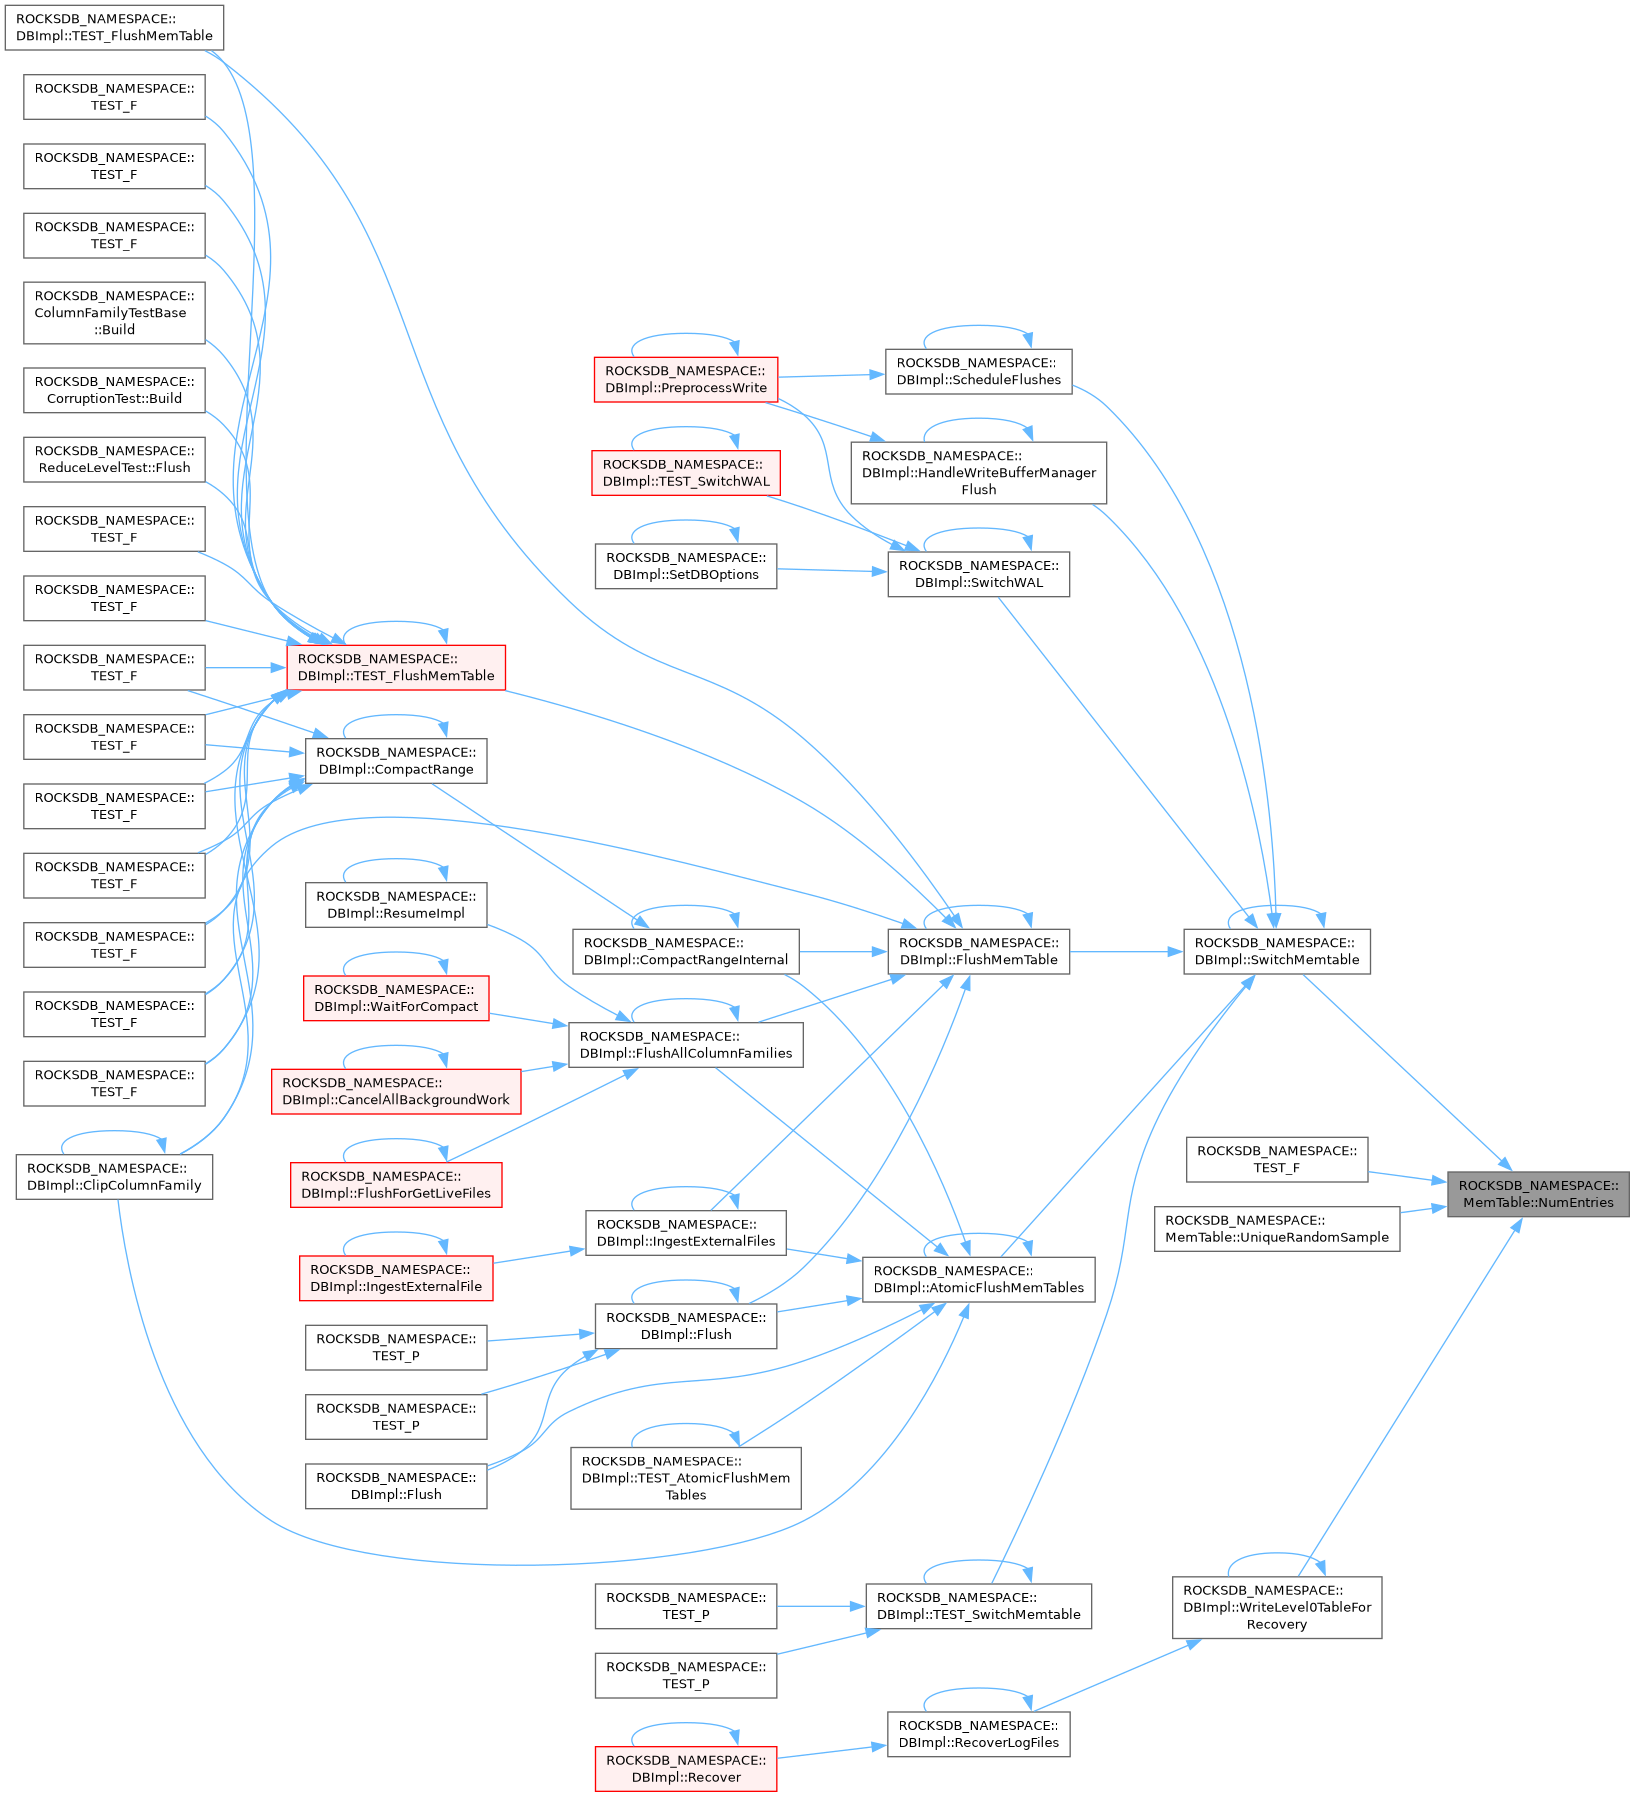 ROCKSDB_NAMESPACE::
DBImpl::TEST_FlushMemTable
ROCKSDB_NAMESPACE::
TEST_F
ROCKSDB_NAMESPACE::
TEST_F
ROCKSDB_NAMESPACE::
TEST_F
ROCKSDB_NAMESPACE::
ColumnFamilyTestBase
::Build
ROCKSDB_NAMESPACE::
CorruptionTest::Build
ROCKSDB_NAMESPACE::
ReduceLevelTest::Flush
ROCKSDB_NAMESPACE::
TEST_F
ROCKSDB_NAMESPACE::
TEST_F
ROCKSDB_NAMESPACE::
TEST_F
ROCKSDB_NAMESPACE::
TEST_F
ROCKSDB_NAMESPACE::
TEST_F
ROCKSDB_NAMESPACE::
TEST_F
ROCKSDB_NAMESPACE::
TEST_F
ROCKSDB_NAMESPACE::
TEST_F
ROCKSDB_NAMESPACE::
TEST_F
ROCKSDB_NAMESPACE::
DBImpl::ClipColumnFamily
ROCKSDB_NAMESPACE::
DBImpl::TEST_FlushMemTable
ROCKSDB_NAMESPACE::
DBImpl::CompactRange
ROCKSDB_NAMESPACE::
DBImpl::ResumeImpl
ROCKSDB_NAMESPACE::
DBImpl::WaitForCompact
ROCKSDB_NAMESPACE::
DBImpl::CancelAllBackgroundWork
ROCKSDB_NAMESPACE::
DBImpl::FlushForGetLiveFiles
ROCKSDB_NAMESPACE::
DBImpl::IngestExternalFile
ROCKSDB_NAMESPACE::
TEST_P
ROCKSDB_NAMESPACE::
TEST_P
ROCKSDB_NAMESPACE::
DBImpl::Flush
ROCKSDB_NAMESPACE::
DBImpl::PreprocessWrite
ROCKSDB_NAMESPACE::
DBImpl::TEST_SwitchWAL
ROCKSDB_NAMESPACE::
DBImpl::SetDBOptions
ROCKSDB_NAMESPACE::
DBImpl::CompactRangeInternal
ROCKSDB_NAMESPACE::
DBImpl::FlushAllColumnFamilies
ROCKSDB_NAMESPACE::
DBImpl::IngestExternalFiles
ROCKSDB_NAMESPACE::
DBImpl::Flush
ROCKSDB_NAMESPACE::
DBImpl::TEST_AtomicFlushMem
Tables
ROCKSDB_NAMESPACE::
TEST_P
ROCKSDB_NAMESPACE::
TEST_P
ROCKSDB_NAMESPACE::
DBImpl::Recover
ROCKSDB_NAMESPACE::
DBImpl::ScheduleFlushes
ROCKSDB_NAMESPACE::
DBImpl::HandleWriteBufferManager
Flush
ROCKSDB_NAMESPACE::
DBImpl::SwitchWAL
ROCKSDB_NAMESPACE::
DBImpl::FlushMemTable
ROCKSDB_NAMESPACE::
DBImpl::AtomicFlushMemTables
ROCKSDB_NAMESPACE::
DBImpl::TEST_SwitchMemtable
ROCKSDB_NAMESPACE::
DBImpl::RecoverLogFiles
ROCKSDB_NAMESPACE::
DBImpl::SwitchMemtable
ROCKSDB_NAMESPACE::
TEST_F
ROCKSDB_NAMESPACE::
MemTable::UniqueRandomSample
ROCKSDB_NAMESPACE::
DBImpl::WriteLevel0TableFor
Recovery
ROCKSDB_NAMESPACE::
MemTable::NumEntries